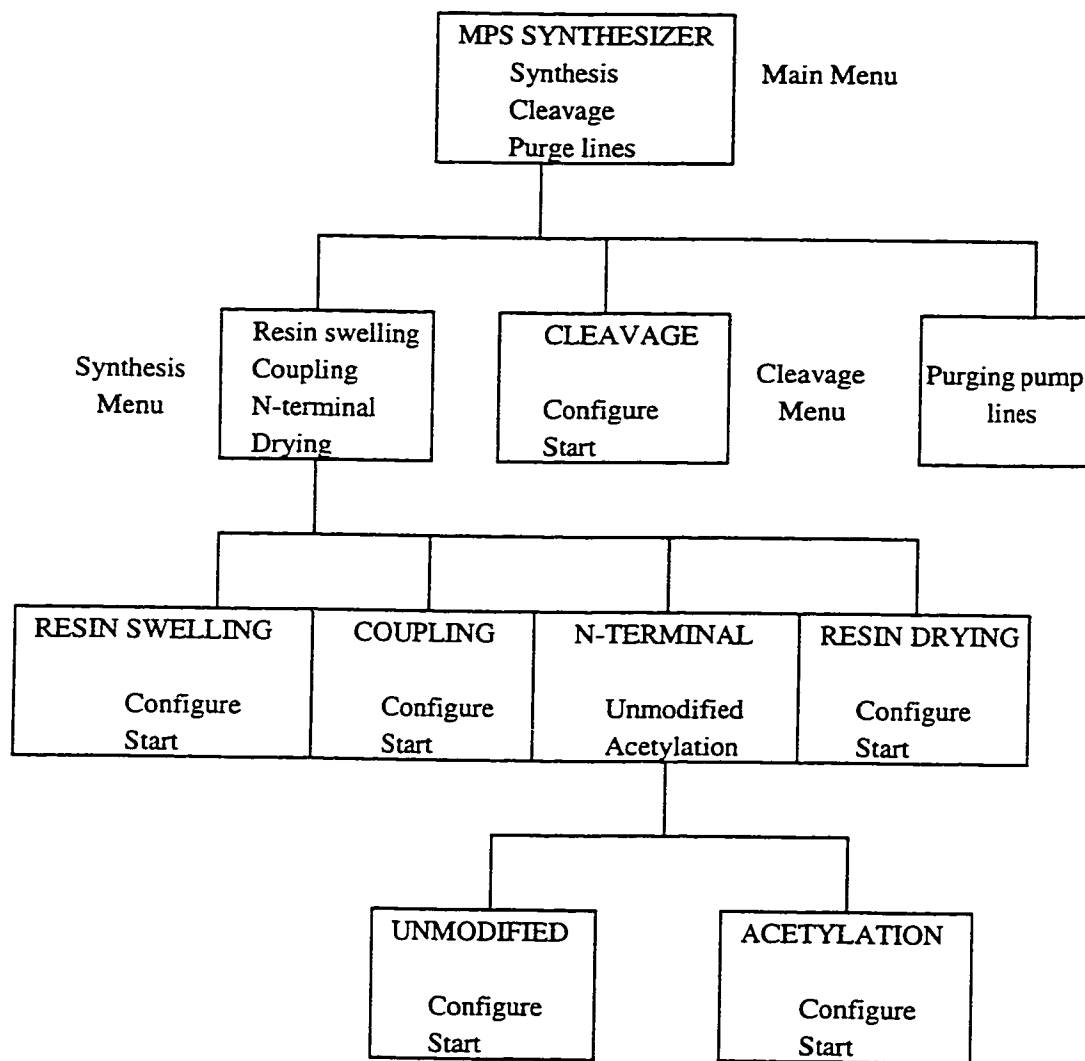 MPS SYNTHESIZER
Synthesis
Cleavage
Purge lines
Main Menu
Synthesis
Menu
Resin swelling
Coupling
N-terminal
Drying
CLEAVAGE
Configure
Start
Cleavage
Menu
Purging pump
lines
RESIN SWELLING
Configure
Start
COUPLING
Configure
Start
N-TERMINAL
Unmodified
Acetylation
RESIN DRYING
Configure
Start
UNMODIFIED
Configure
Start
ACETYLATION
Configure
Start